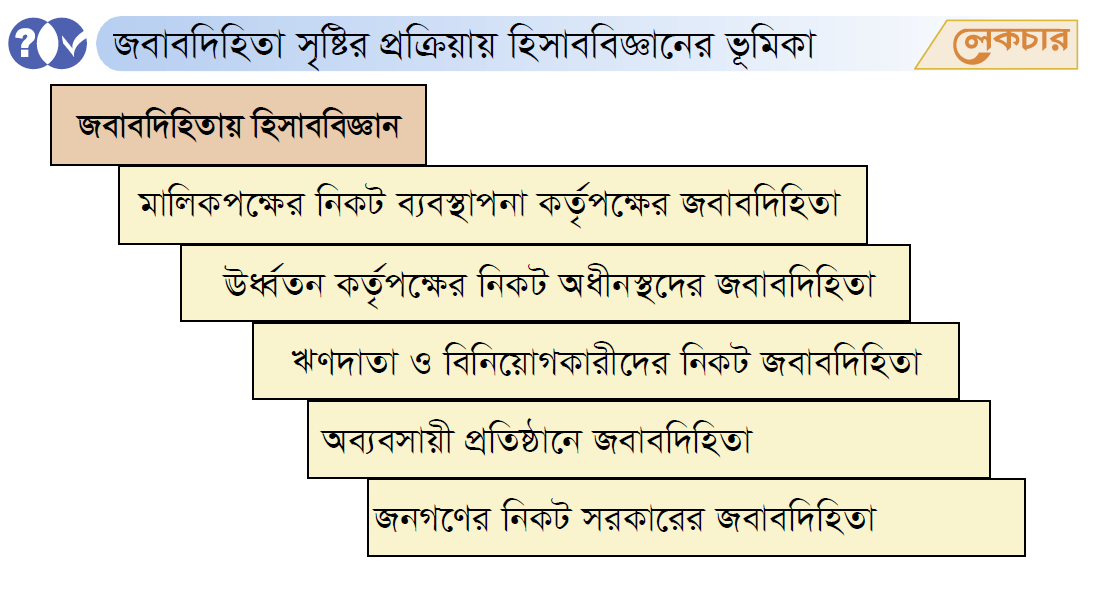 জবাবদিহিতা সৃষ্টির প্রক্রিয়ায় হিসাববিজ্ঞানের ভূমিকা
লেকচার
জবাবদিহিতায় হিসাববিজ্ঞান
মালিকপক্ষের নিকট ব্যবস্থাপনা কর্তৃপক্ষের জবাবদিহিতা
ঊর্ধ্বতন কর্তৃপক্ষের নিকট অধীনস্থদের জবাবদিহিতা
ঋণদাতা ও বিনিয়োগকারীদের নিকট জবাবদিহিতা
অব্যবসায়ী প্রতিষ্ঠানে জবাবদিহিতা
জনগণের নিকট সরকারের জবাবদিহিতা